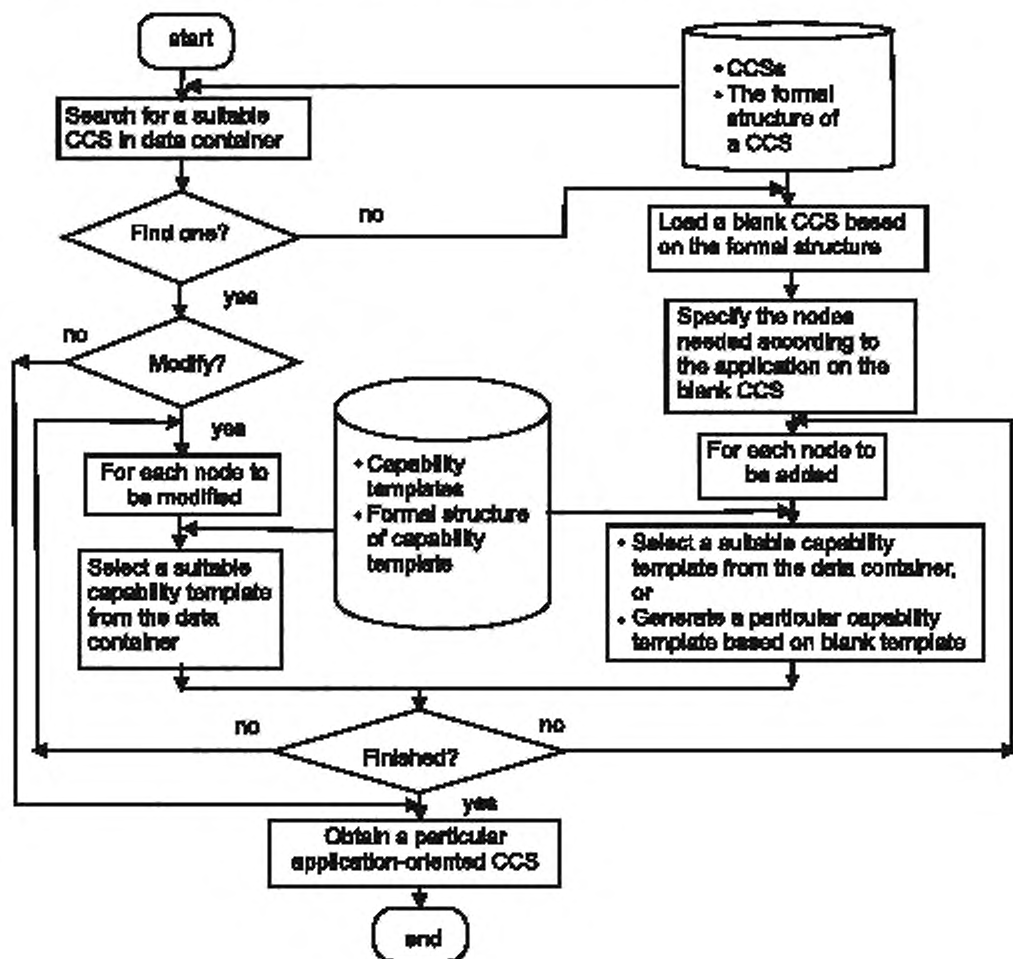 start
• CCSs
• The formal
structure of
a CCS
Search for a suitable
CCS in data container
Find one?
no
Load a blank CCS based
on the formal structure
yes
Specify the nodes
needed according to
the application on the
blank CCS
no
Modify?
yes
For each node to
be modified
• Capability
templates
• Formal structure
of capability
template
For each node to
be added
Select a suitable
capability template
from the data
container
• Select a suitable capability
template from the data container,
or
• Generate a particular capability
template based on blank template
no
no
Finished?
yes
Obtain a particular
application-oriented CCS
end